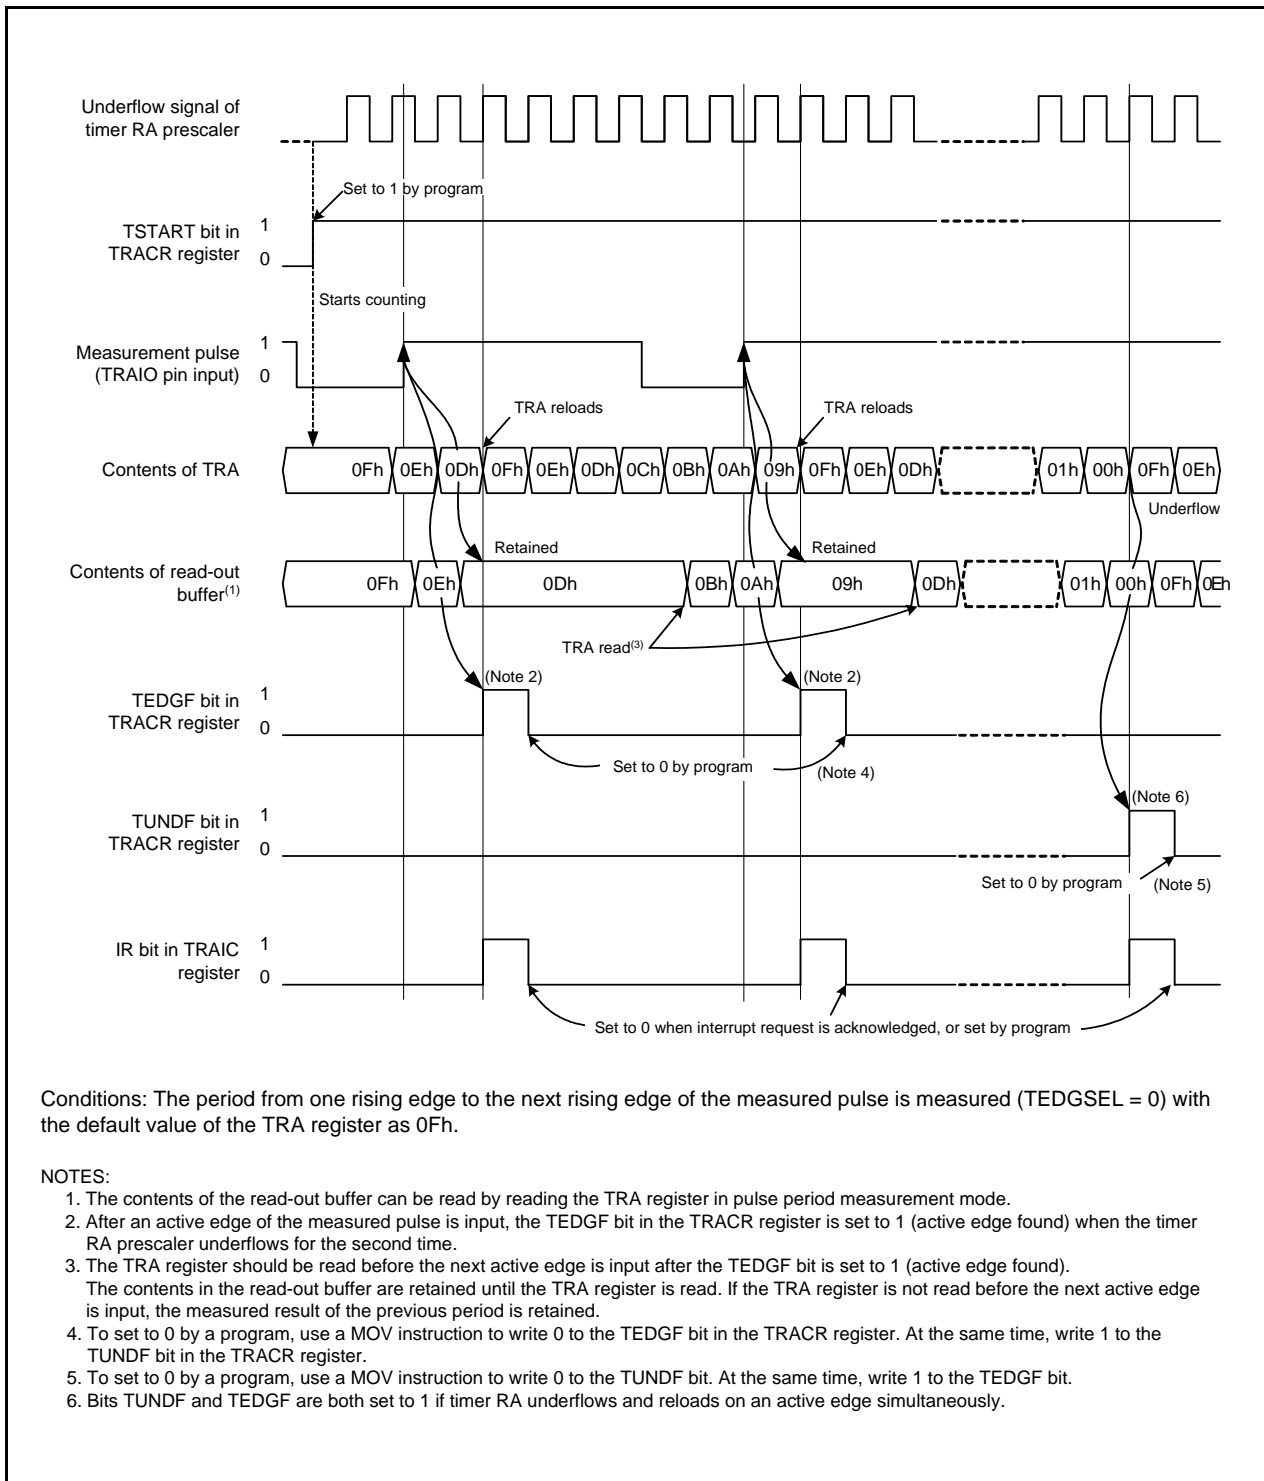 Underflow signal of
timer RA prescaler
Set to 1 by program
TSTART bit in
TRACR register
1
0
Starts counting
Measurement pulse
(TRAIO pin input)
1
0
TRA reloads
TRA reloads
Contents of TRA
0Fh 0Eh 0Dh 0Fh 0Eh 0Dh 0Ch 0Bh 0Ah 09h 0Fh 0Eh 0Dh 01h 00h 0Fh 0Eh
Underflow
Retained
Retained
Contents of read-out
buffer(1)
0Fh 0Eh 0Dh 0Bh 0Ah 09h 0Dh 01h 00h 0Fh 0Eh
TRA read(3)
(Note 2)
(Note 2)
TEDGF bit in
TRACR register
1
0
Set to 0 by program
(Note 4)
(Note 6)
TUNDF bit in
TRACR register
1
0
Set to 0 by program
(Note 5)
IR bit in TRAIC
register
1
0
Set to 0 when interrupt request is acknowledged, or set by program
Conditions: The period from one rising edge to the next rising edge of the measured pulse is measured (TEDGSEL = 0) with
the default value of the TRA register as 0Fh.
NOTES:
1. The contents of the read-out buffer can be read by reading the TRA register in pulse period measurement mode.
2. After an active edge of the measured pulse is input, the TEDGF bit in the TRACR register is set to 1 (active edge found) when the timer
RA prescaler underflows for the second time.
3. The TRA register should be read before the next active edge is input after the TEDGF bit is set to 1 (active edge found).
The contents in the read-out buffer are retained until the TRA register is read. If the TRA register is not read before the next active edge
is input, the measured result of the previous period is retained.
4. To set to 0 by a program, use a MOV instruction to write 0 to the TEDGF bit in the TRACR register. At the same time, write 1 to the
TUNDF bit in the TRACR register.
5. To set to 0 by a program, use a MOV instruction to write 0 to the TUNDF bit. At the same time, write 1 to the TEDGF bit.
6. Bits TUNDF and TEDGF are both set to 1 if timer RA underflows and reloads on an active edge simultaneously.